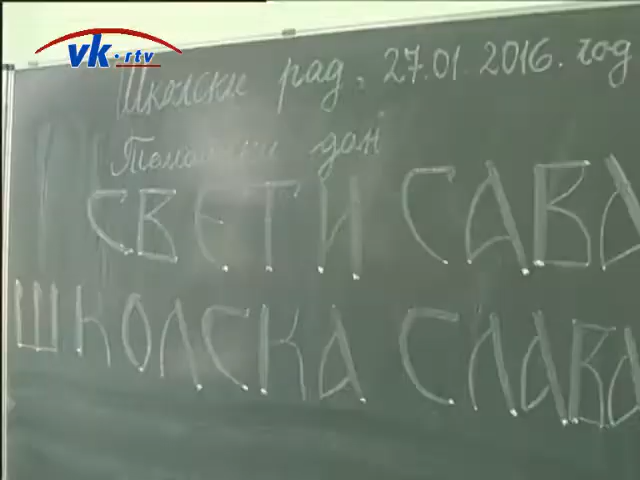 vk.rtv
Школски рад, 27.01.2016. год
Тематски дан
СВЕТИ САВА
ШКОЛСКА СЛАВА